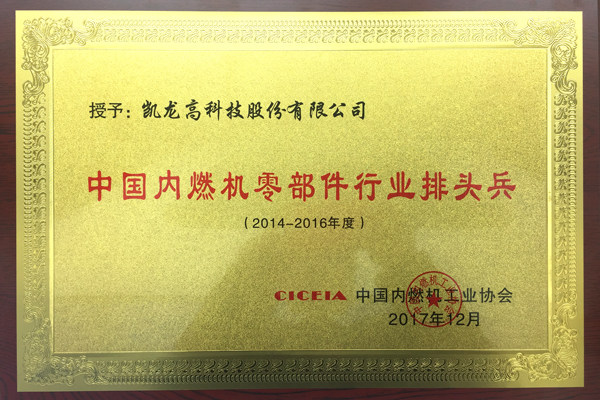 授予：凯龙高科技股份有限公司
中国内燃机零部件行业排头兵
（2014-2016年度）
CICEIA 中国内燃机工业协会
2017年12月